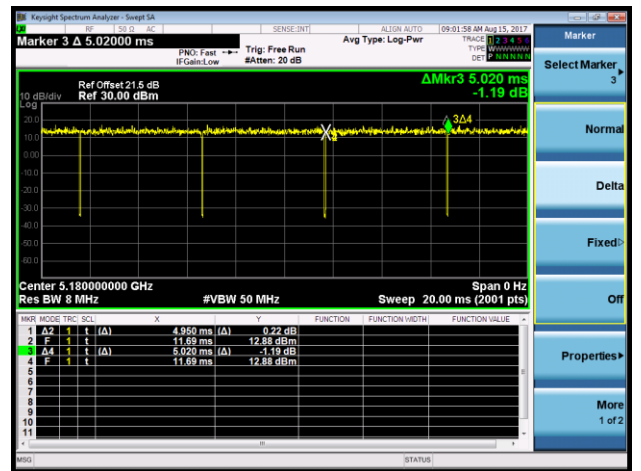 Keysight Spectrum Analyzer - Swept SA
RF 50 Ω AC SENSE:INT ALIGN AUTO 09:01:58 AM Aug 15, 2017
Marker 3 Δ 5.02000 ms
PNO: Fast
IFGain:Low
Trig: Free Run
#Atten: 20 dB
Avg Type: Log-Pwr
TRACE 1 2 3 4 5 6
TYPE WWWWWW
DET P NNNNN
10 dB/div
Log
Ref Offset 21.5 dB
Ref 30.00 dBm
ΔMkr3 5.020 ms
-1.19 dB
20.0
10.0
0.00
-10.0
-20.0
-30.0
-40.0
-50.0
-60.0
3Δ4
Center 5.180000000 GHz
Res BW 8 MHz
#VBW 50 MHz
Span 0 Hz
Sweep 20.00 ms (2001 pts)
MKR MODE TRC SCL X Y FUNCTION FUNCTION WIDTH FUNCTION VALUE
1 Δ2 1 t (Δ) 4.950 ms (Δ) 0.22 dB
2 F 1 t 11.69 ms 12.88 dBm
3 Δ4 1 t (Δ) 5.020 ms (Δ) -1.19 dB
4 F 1 t 11.69 ms 12.88 dBm
5
6
7
8
9
10
11
MSG STATUS
Marker
Select Marker
3
Normal
Delta
Fixed
Off
Properties
More
1 of 2